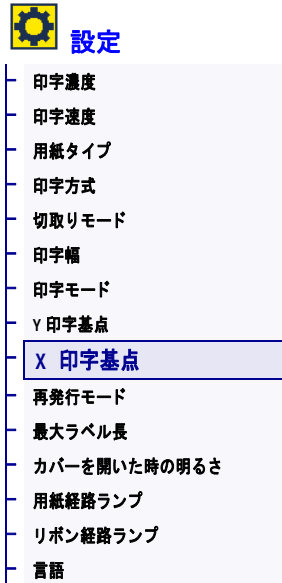 設定
印字濃度
印字速度
用紙タイプ
印字方式
切取りモード
印字幅
印字モード
Y 印字基点
X 印字基点
再発行モード
最大ラベル長
カバーを開いた時の明るさ
用紙経路ランプ
リボン経路ランプ
言語